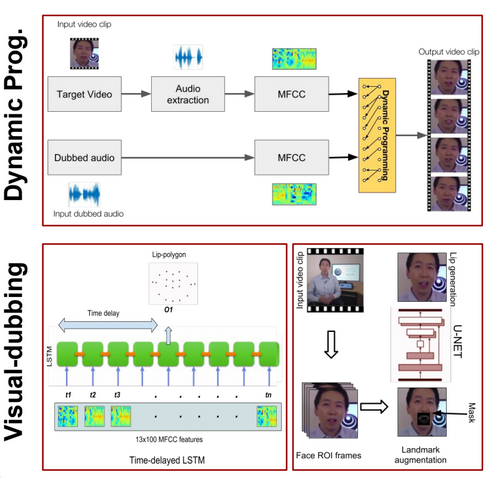 Dynamic Prog.
Input video clip
Output video clip
Target Video
Audio
extraction
MFCC
Dynamic Programming
Dubbed audio
MFCC
Input dubbed audio
Visual-dubbing
Lip-polygon
O1
Time delay
LSTM
t1 t2 t3 . . . . . tn
13x100 MFCC features
Time-delayed LSTM
Input video clip
Lip generation
U-NET
Mask
Face ROI frames
Landmark
augmentation